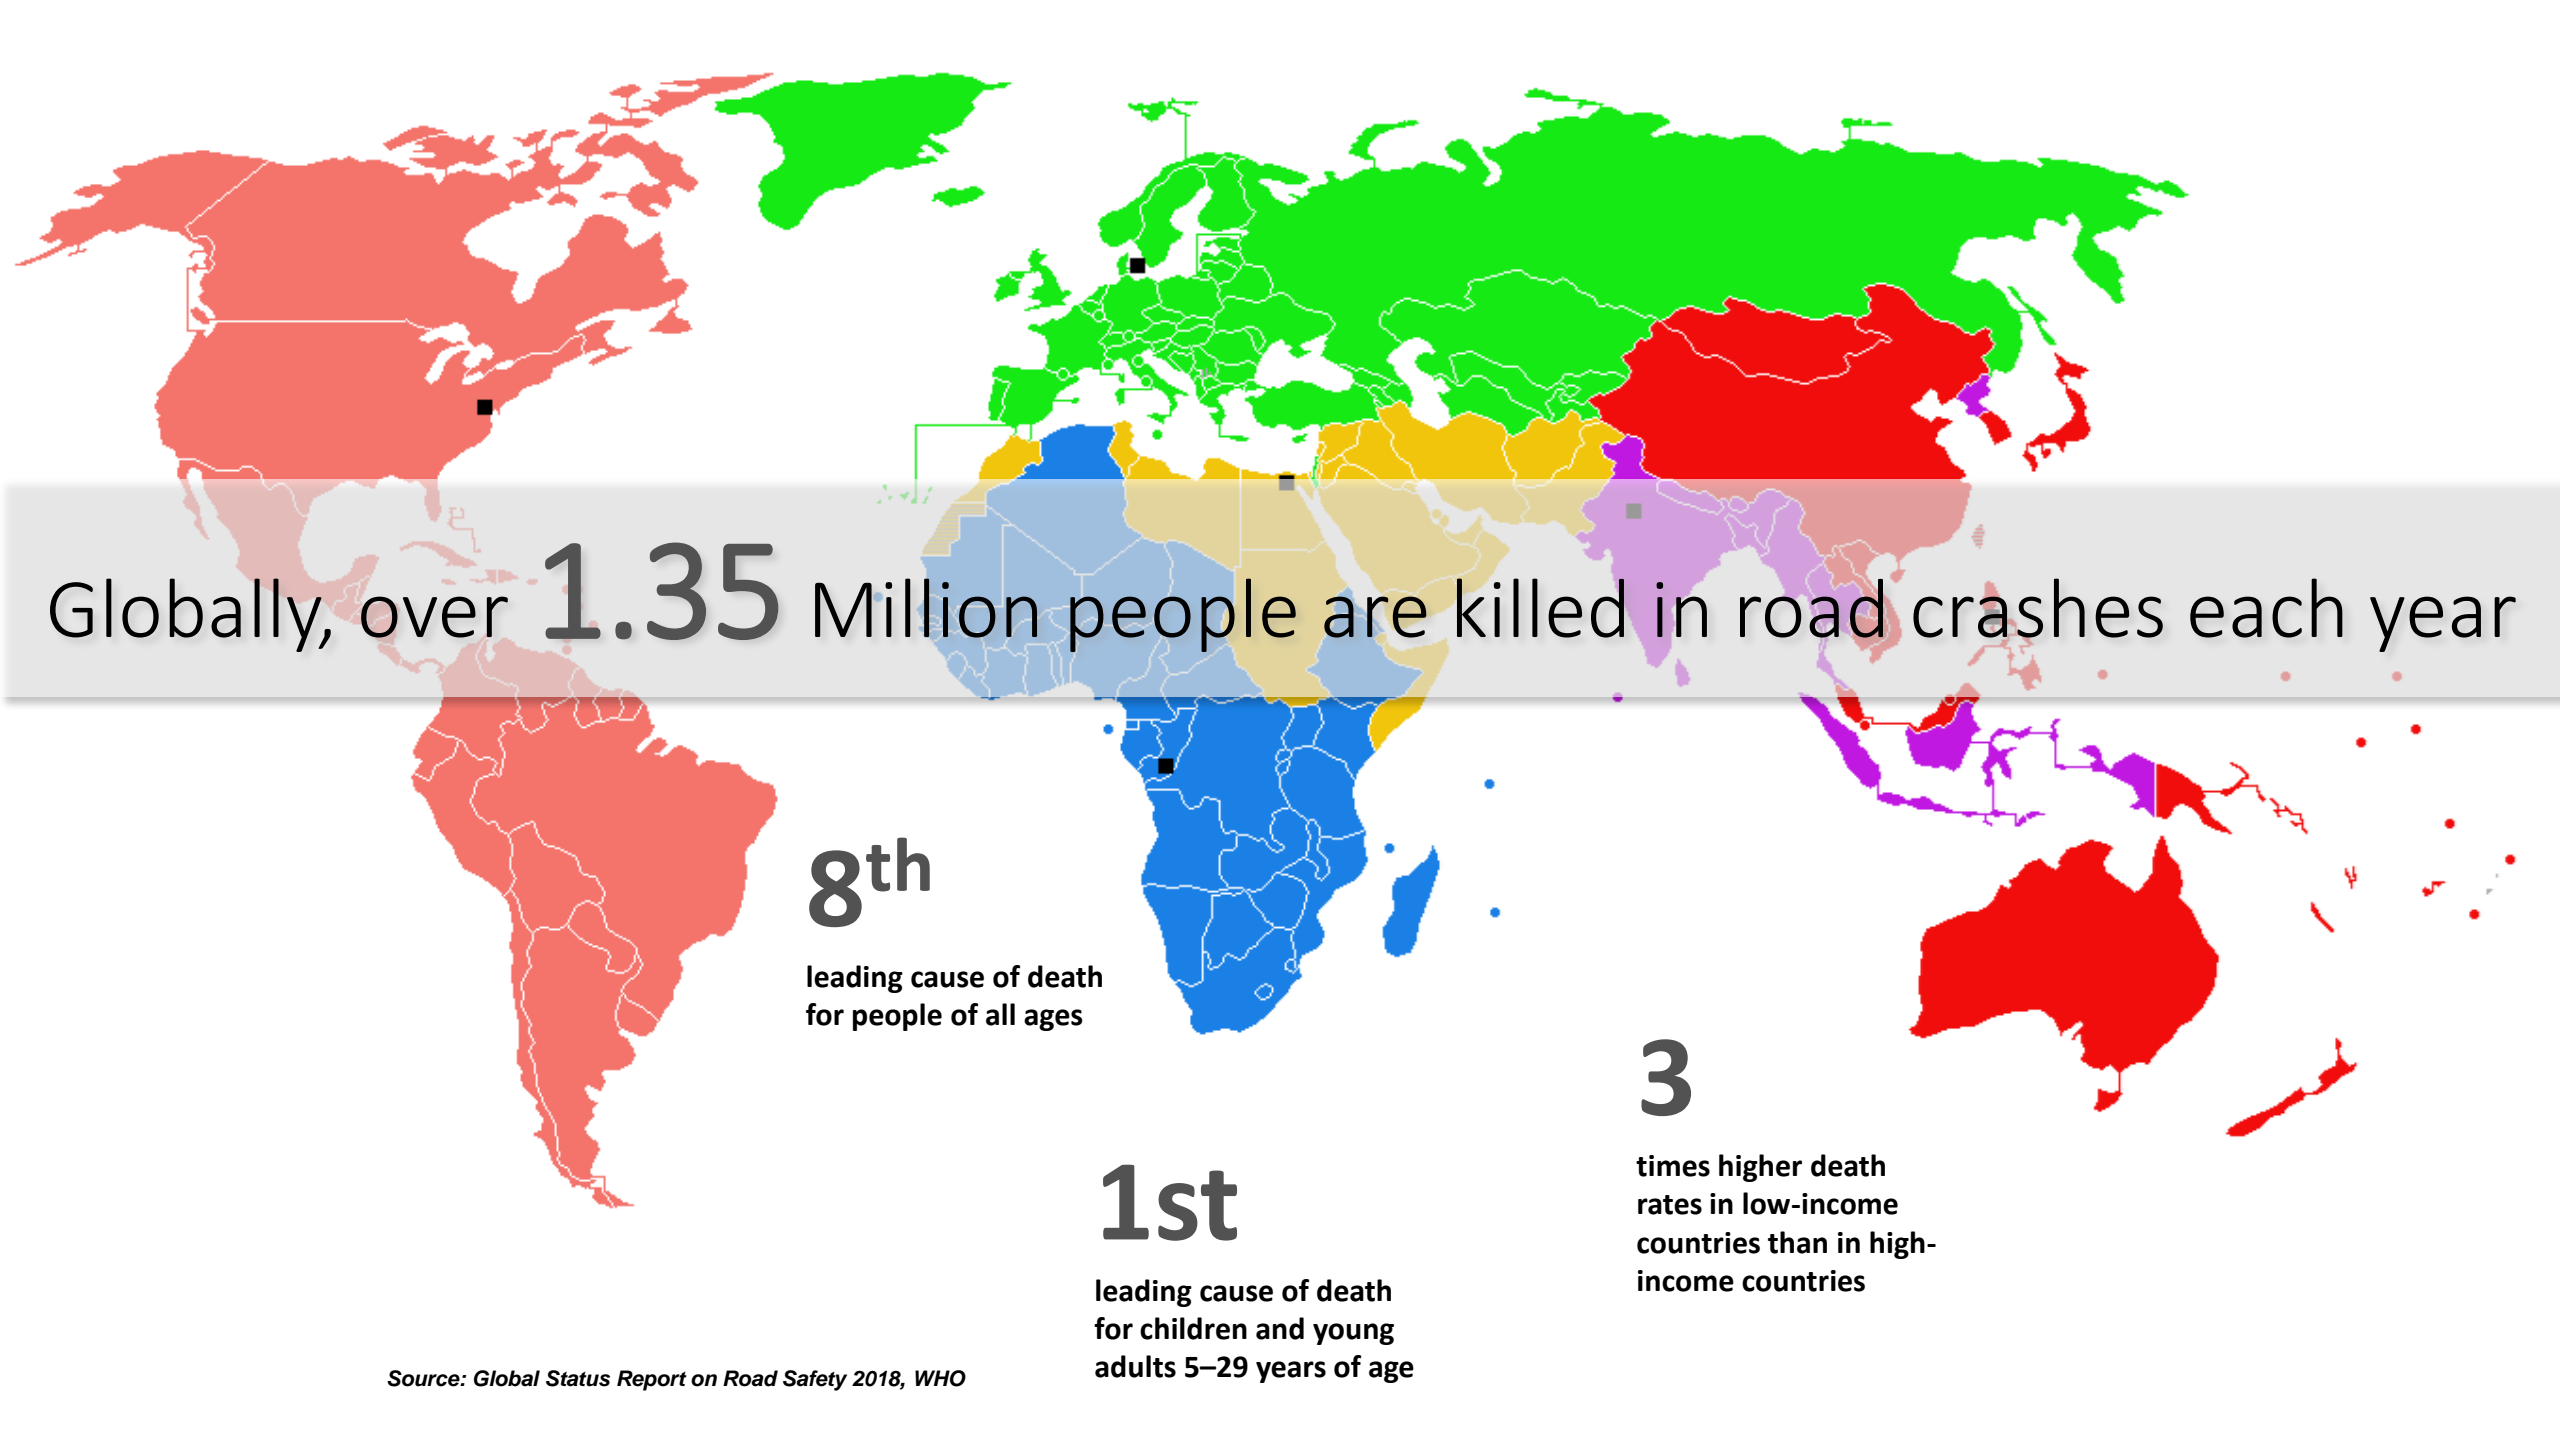 Globally, over 1.35 Million people are killed in road crashes each year
8th
leading cause of death
for people of all ages
1st
leading cause of death
for children and young
adults 5–29 years of age
3
times higher death
rates in low-income
countries than in high-
income countries
Source: Global Status Report on Road Safety 2018, WHO